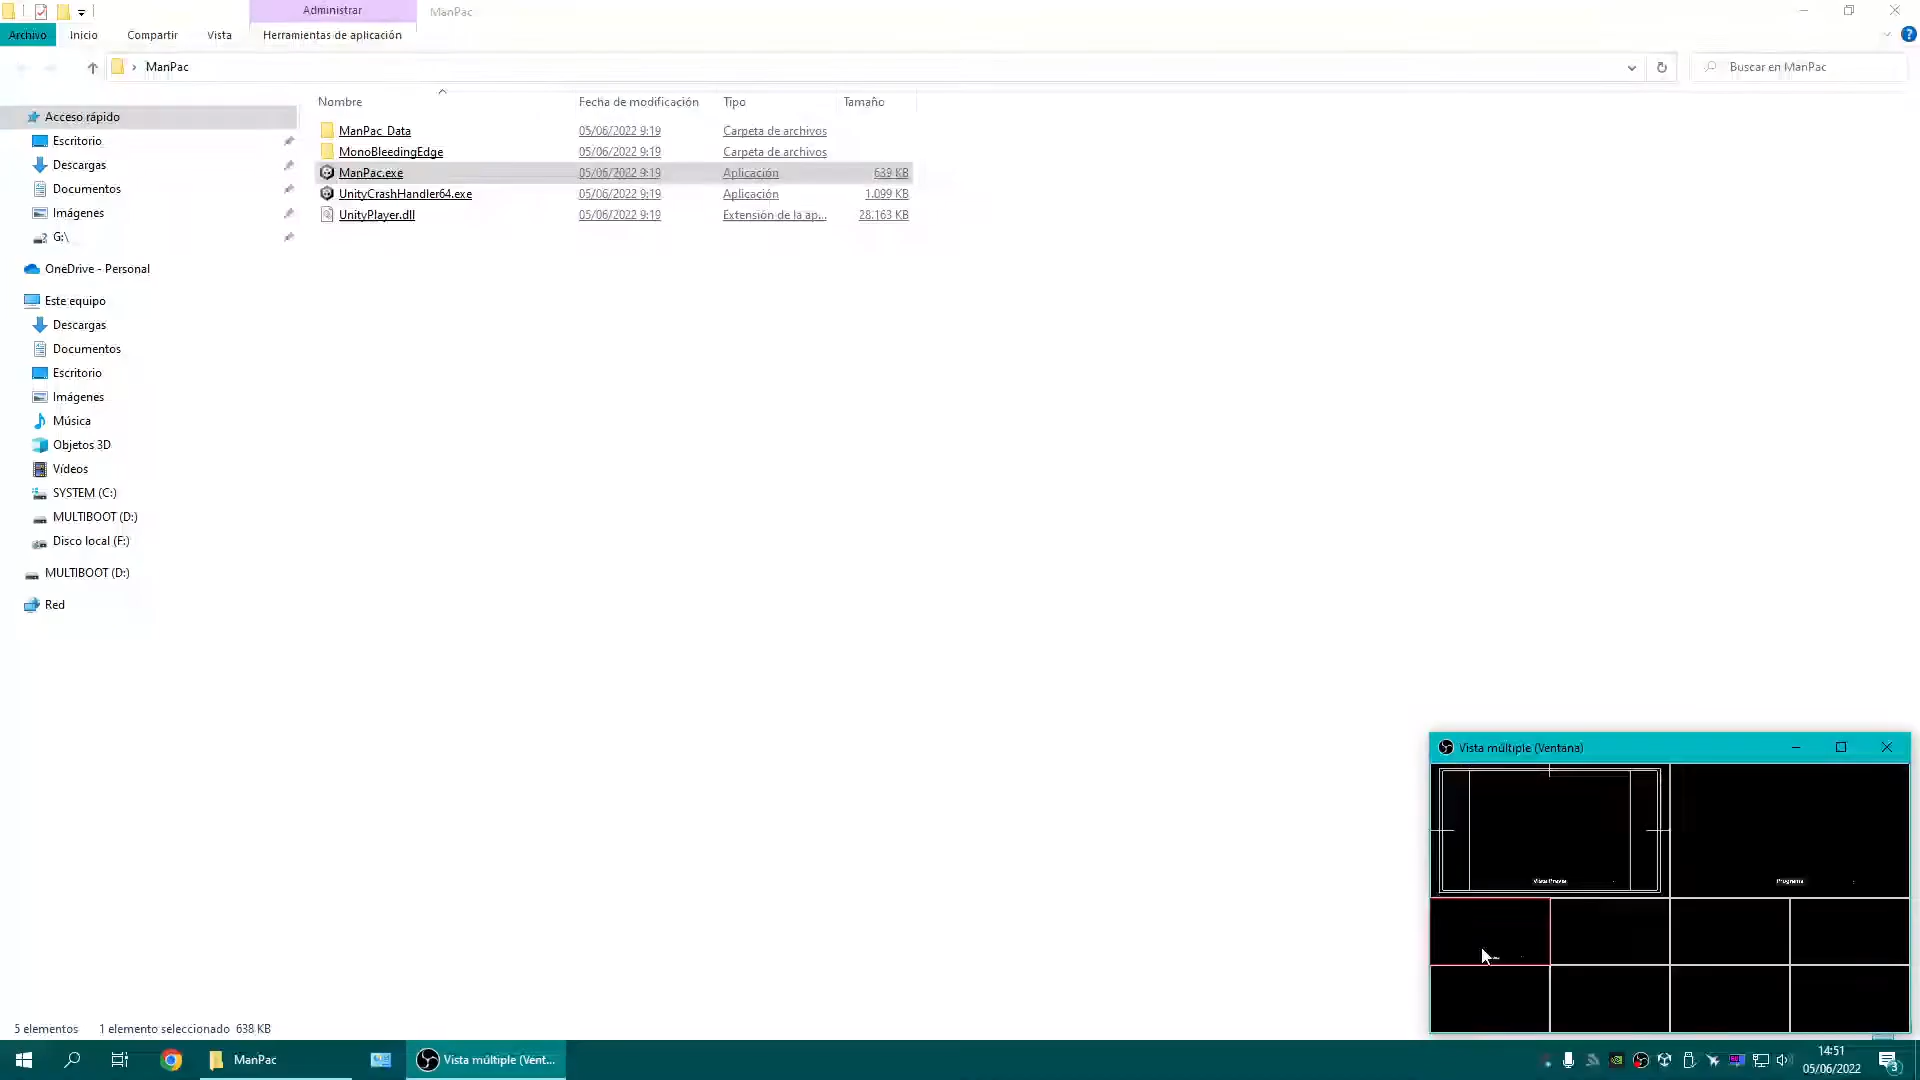 Administrar
ManPac
Archivo Inicio Compartir Vista Herramientas de aplicación
ManPac
Buscar en ManPac
Nombre Fecha de modificación Tipo Tamaño
Acceso rápido
Escritorio
Descargas
Documentos
Imágenes
G:\
OneDrive - Personal
Este equipo
Descargas
Documentos
Escritorio
Imágenes
Música
Objetos 3D
Vídeos
SYSTEM (C:)
MULTIBOOT (D:)
Disco local (F:)
MULTIBOOT (D:)
Red
ManPac_Data 05/06/2022 9:19 Carpeta de archivos
MonoBleedingEdge 05/06/2022 9:19 Carpeta de archivos
ManPac.exe 05/06/2022 9:19 Aplicación 639 KB
UnityCrashHandler64.exe 05/06/2022 9:19 Aplicación 1.099 KB
UnityPlayer.dll 05/06/2022 9:19 Extensión de la ap... 28.163 KB
Vista múltiple (Ventana)
Vista Previa
Programa
5 elementos 1 elemento seleccionado 638 KB
ManPac
Vista múltiple (Vent...
14:51
05/06/2022
3